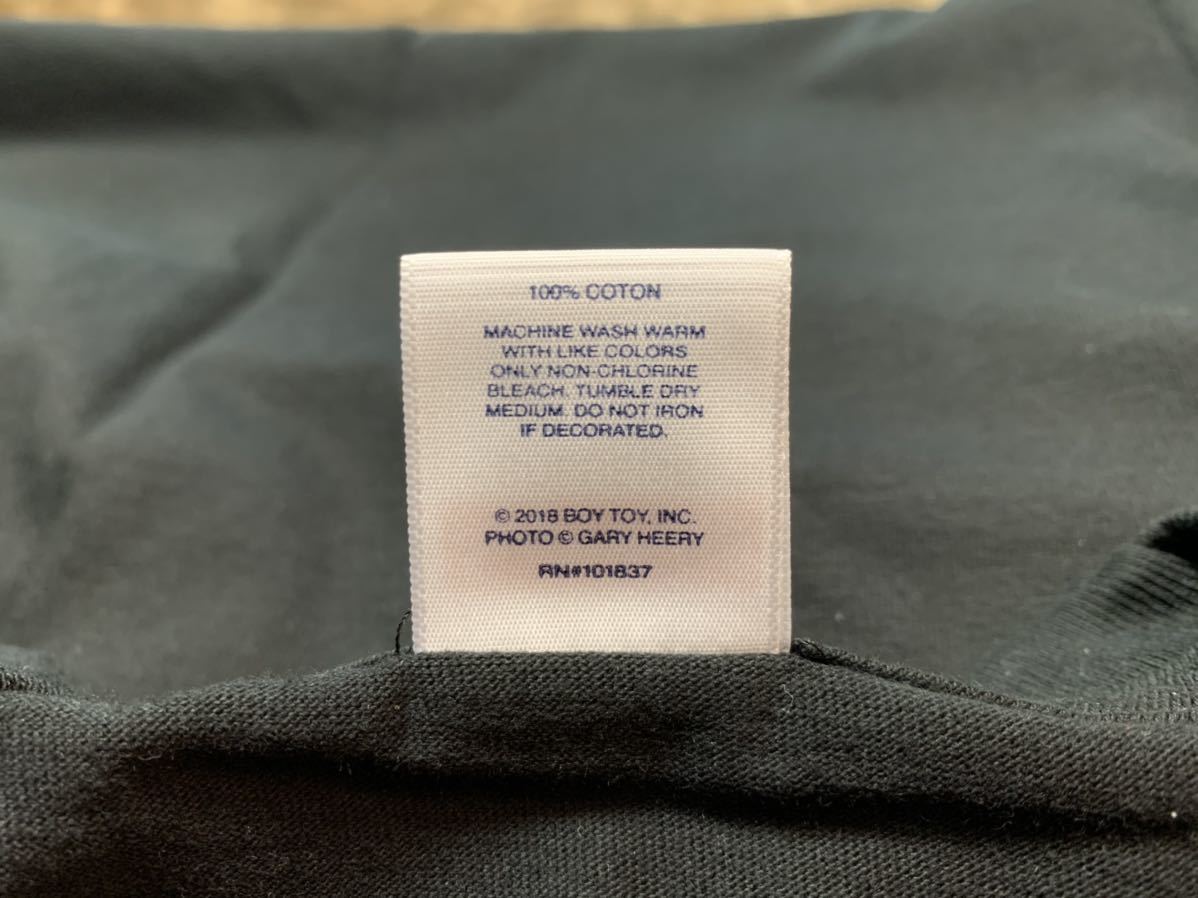 100% COTON
MACHINE WASH WARM
WITH LIKE COLORS
ONLY NON-CHLORINE
BLEACH. TUMBLE DRY
MEDIUM. DO NOT IRON
IF DECORATED.
© 2018 BOY TOY, INC.
PHOTO © GARY HEERY
RN#101837